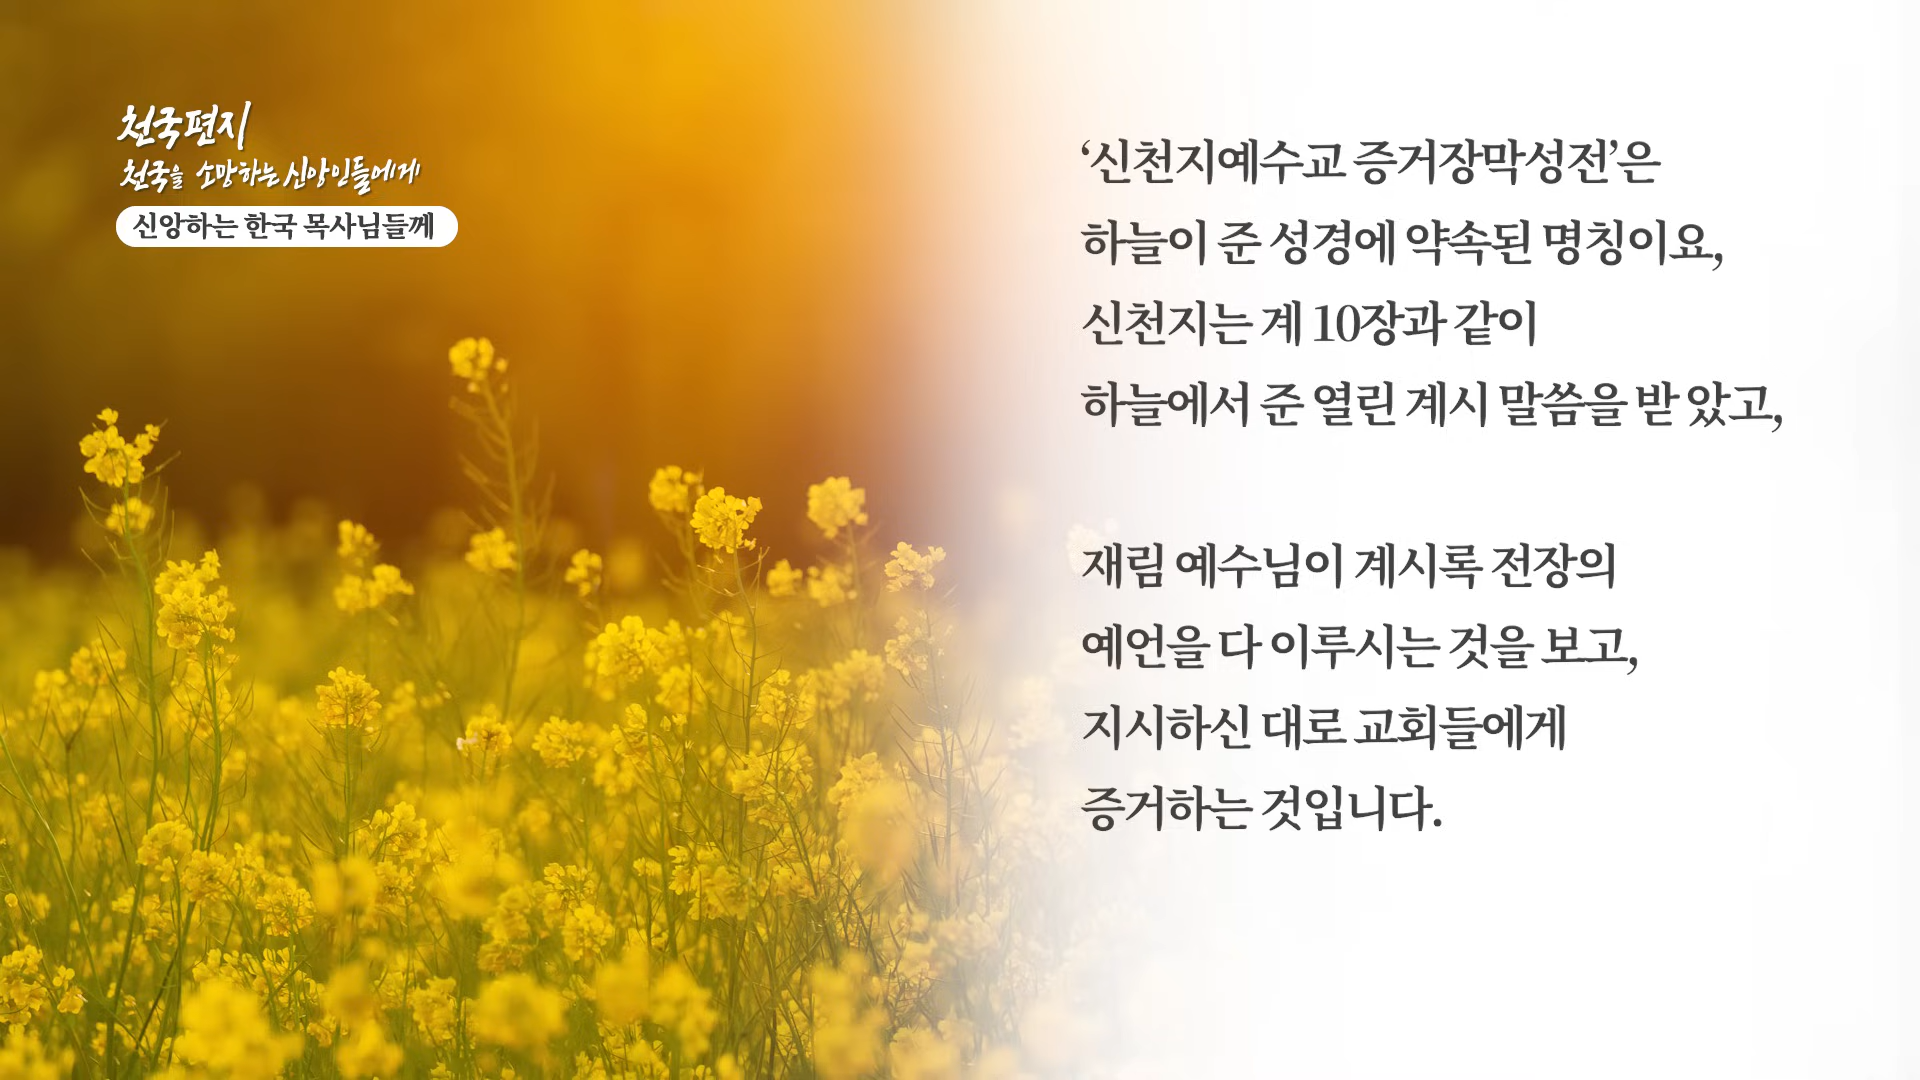 천국편지
천국을 소망하는 신앙인들에게
신앙하는 한국 목사님들께
‘신천지예수교 증거장막성전’은
하늘이 준 성경에 약속된 명칭이요,
신천지는 계 10장과 같이
하늘에서 준 열린 계시 말씀을 받 았고,
재림 예수님이 계시록 전장의
예언을 다 이루시는 것을 보고,
지시하신 대로 교회들에게
증거하는 것입니다.